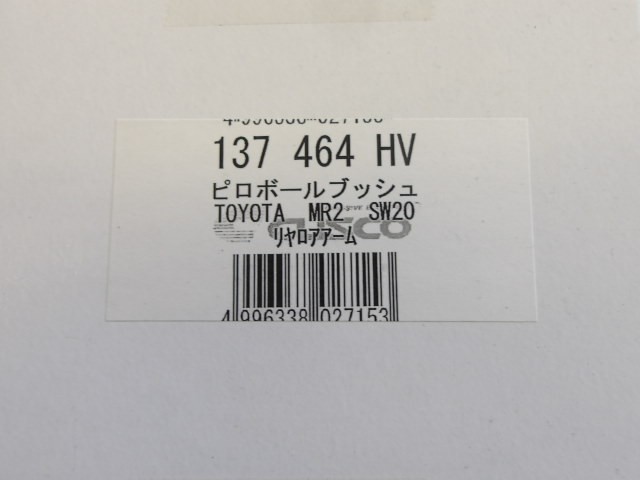 137 464 HV
ピロボールブッシュ
TOYOTA MR2 SW20
CUSCO
ﾘﾔﾛｱｱｰﾑ
4 996338 027153